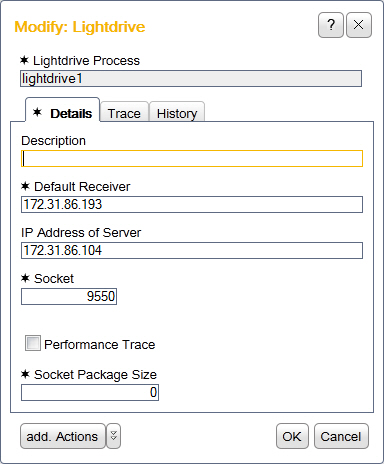 Modify: Lightdrive ?
✶ Lightdrive Process
lightdrive1
✶ Details Trace History
Description
✶ Default Receiver
172.31.86.193
IP Address of Server
172.31.86.104
✶ Socket
9550
Performance Trace
✶ Socket Package Size
0
add. Actions OK Cancel